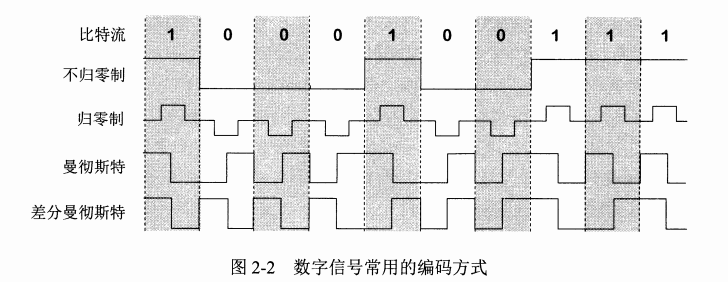 比特流 1 0 0 0 1 0 0 1 1 1
不归零制
归零制
曼彻斯特
差分曼彻斯特
图 2-2 数字信号常用的编码方式